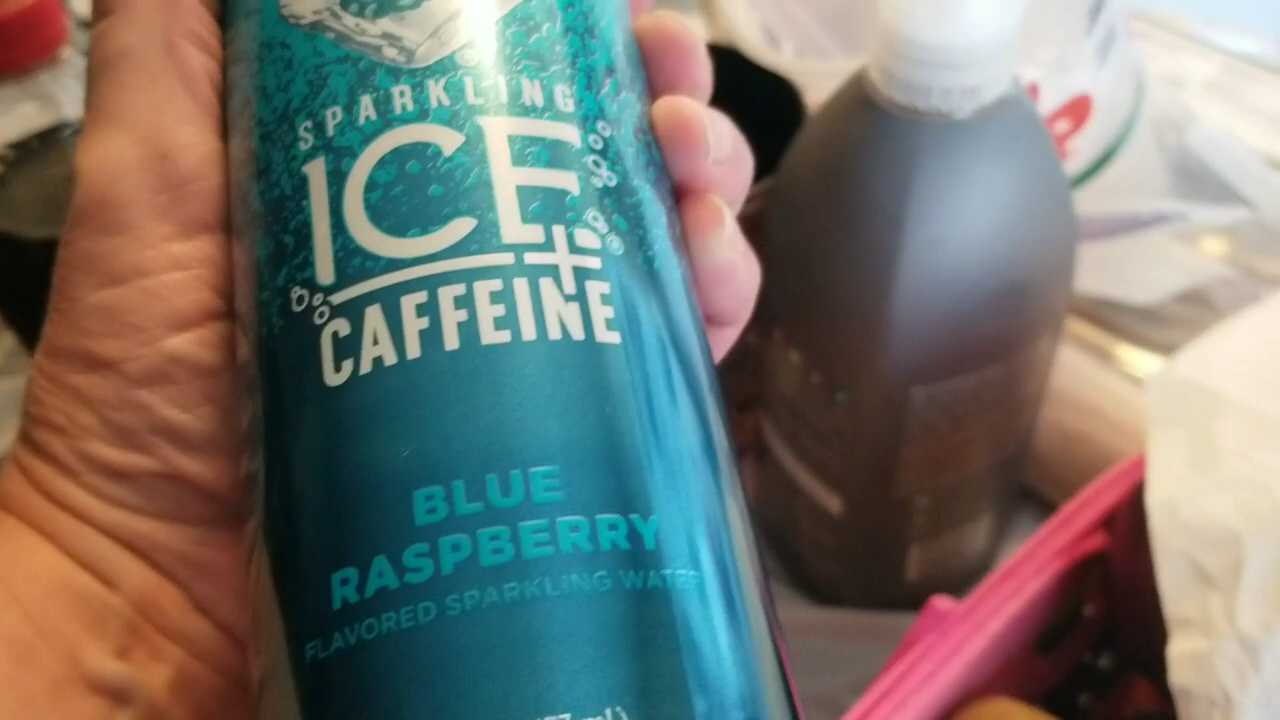 SPARKLING
ICE
+
CAFFEINE
BLUE
RASPBERRY
FLAVORED SPARKLING WATER